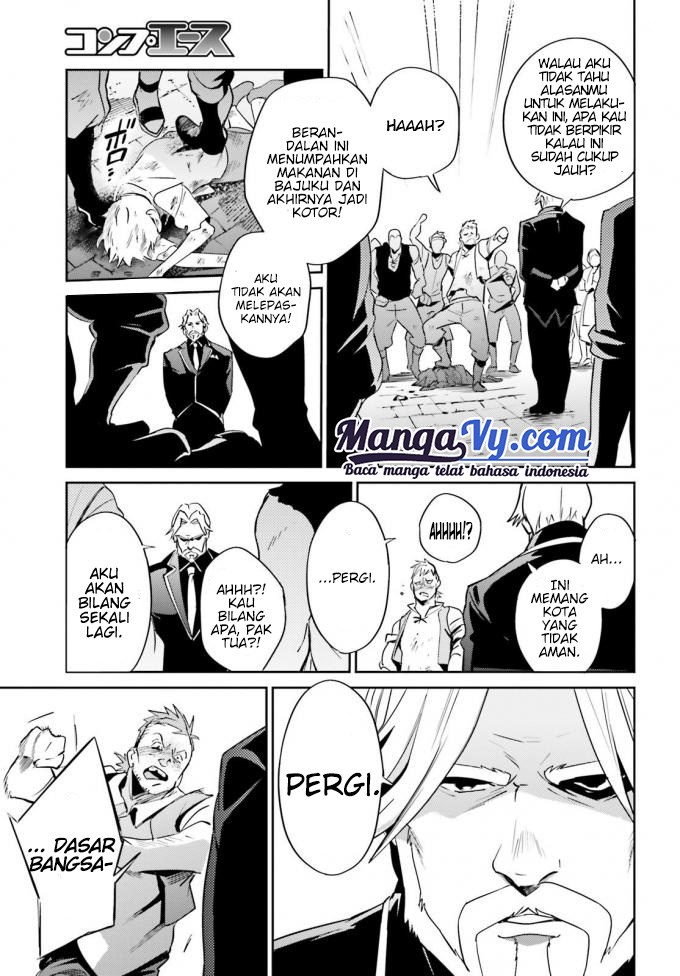 コンプエース
WALAU AKU
TIDAK TAHU
ALASANMU
UNTUK MELAKU-
KAN INI, APA KAU
TIDAK BERPIKIR
KALAU INI
SUDAH CUKUP
JAUH?
HAAAH?
BERAN-
DALAN INI
MENUMPAHKAN
MAKANAN DI
BAJUKU DAN
AKHIRNYA JADI
KOTOR!
AKU
TIDAK AKAN
MELEPAS-
KANNYA!
MangaVy.com
Baca manga telat bahasa indonesia
AH...
INI
MEMANG
KOTA
YANG
TIDAK
AMAN.
AHHHH!?
...PERGI.
AHHH?!
KAU
BILANG
APA, PAK
TUA?!
AKU
AKAN
BILANG
SEKALI
LAGI.
PERGI.
... DASAR
BANGSA-